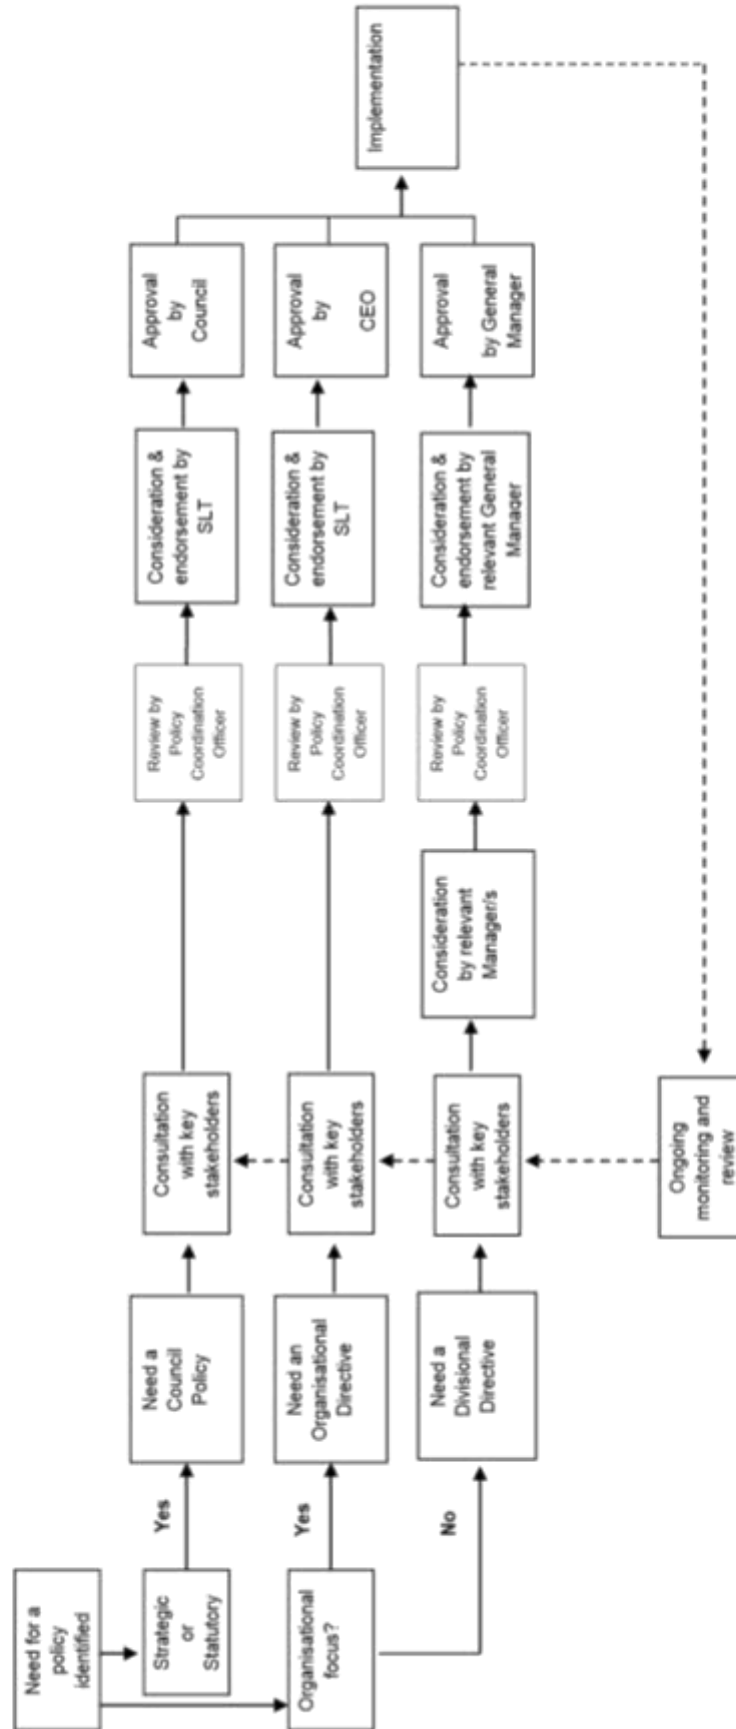 Need for a
policy
identified
Strategic
or
Statutory
Organisational
focus?
Yes
Yes
No
Need a
Council
Policy
Need an
Organisational
Directive
Need a
Divisional
Directive
Consultation
with key
stakeholders
Consultation
with key
stakeholders
Consultation
with key
stakeholders
Ongoing
monitoring and
review
Consideration
by relevant
Manager/s
Review by
Policy
Coordination
Officer
Review by
Policy
Coordination
Officer
Review by
Policy
Coordination
Officer
Consideration &
endorsement by
SLT
Consideration &
endorsement by
SLT
Consideration &
endorsement by
relevant General
Manager
Approval
by
Council
Approval
by
CEO
Approval
by General
Manager
Implementation